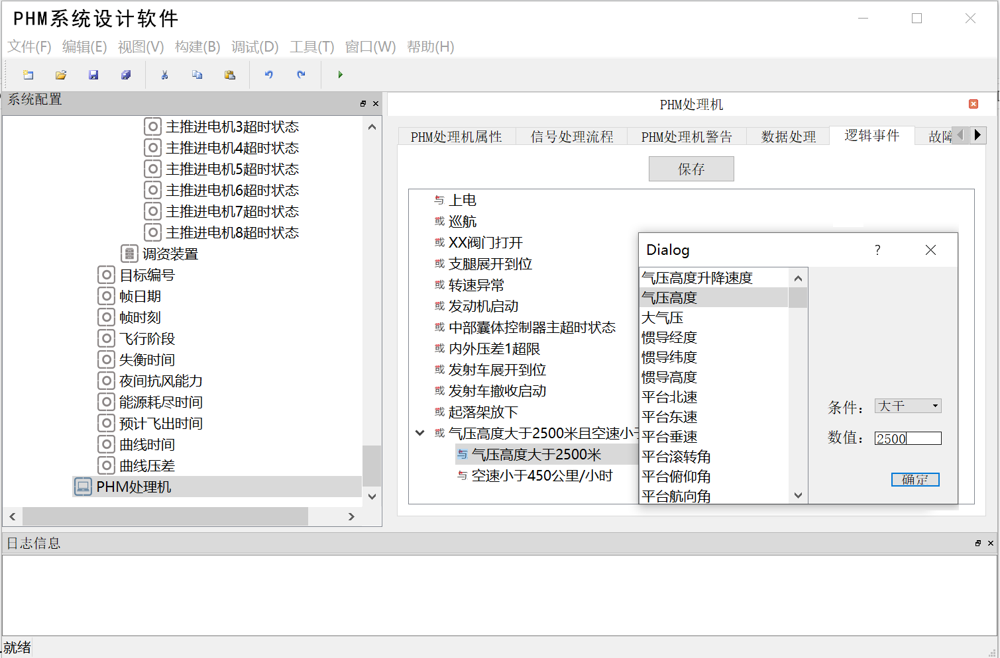 PHM系统设计软件
文件(F) 编辑(E) 视图(V) 构建(B) 调试(D) 工具(T) 窗口(W) 帮助(H)
系统配置
主推进电机3超时状态
主推进电机4超时状态
主推进电机5超时状态
主推进电机6超时状态
主推进电机7超时状态
主推进电机8超时状态
调资装置
目标编号
帧日期
帧时刻
飞行阶段
失衡时间
夜间抗风能力
能源耗尽时间
预计飞出时间
曲线时间
曲线压差
PHM处理机
PHM处理机
PHM处理机属性 信号处理流程 PHM处理机警告 数据处理 逻辑事件 故障
保存
与 上电
或 巡航
或 XX阀门打开
或 支腿展开到位
或 转速异常
或 发动机启动
或 中部囊体控制器主超时状态
或 内外压差1超限
或 发射车展开到位
或 发射车撤收启动
或 起落架放下
或 气压高度大于2500米且空速小于
与 气压高度大于2500米
与 空速小于450公里/小时
Dialog
?
气压高度升降速度
气压高度
大气压
惯导经度
惯导纬度
惯导高度
平台北速
平台东速
平台垂速
平台滚转角
平台俯仰角
平台航向角
条件： 大于
数值： 2500
确定
日志信息
就绪